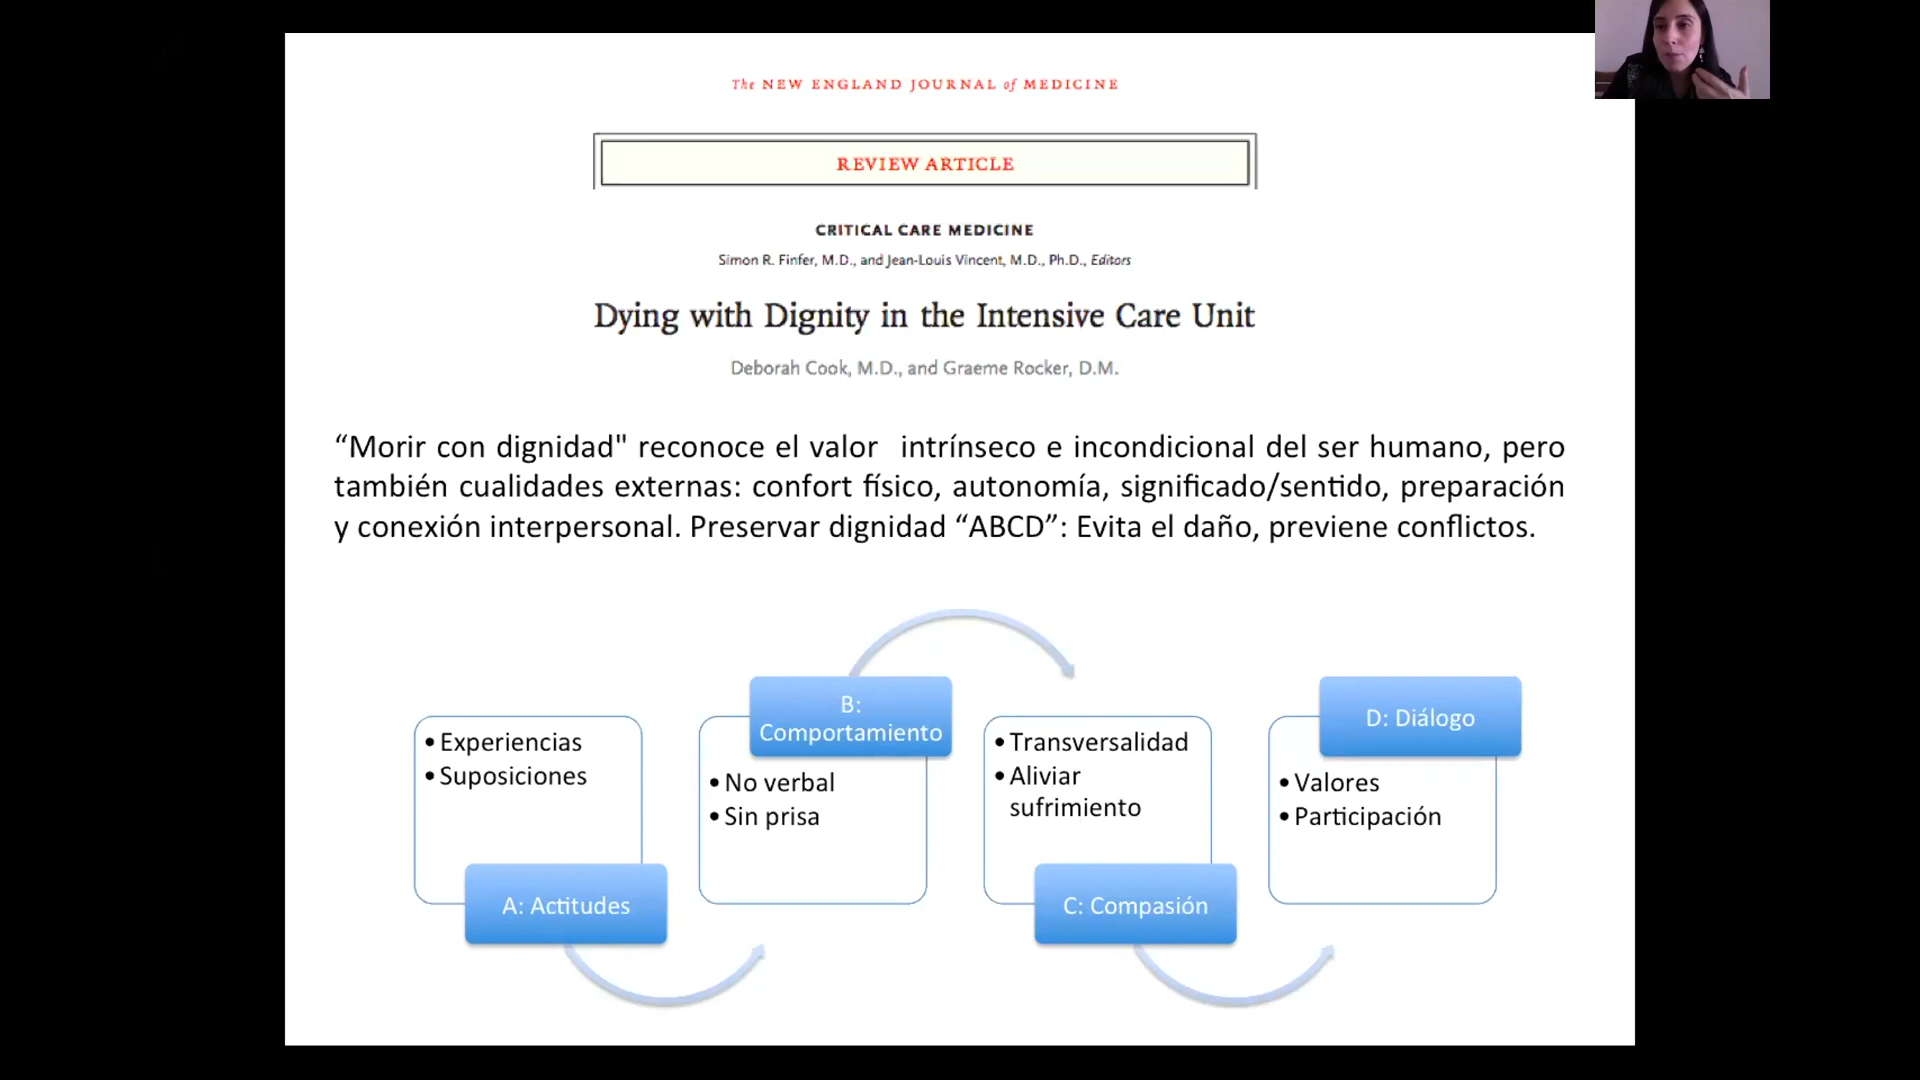 The NEW ENGLAND JOURNAL of MEDICINE
REVIEW ARTICLE
CRITICAL CARE MEDICINE
Simon R. Finfer, M.D., and Jean-Louis Vincent, M.D., Ph.D., Editors
Dying with Dignity in the Intensive Care Unit
Deborah Cook, M.D., and Graeme Rocker, D.M.
“Morir con dignidad" reconoce el valor intrínseco e incondicional del ser humano, pero
también cualidades externas: confort físico, autonomía, significado/sentido, preparación
y conexión interpersonal. Preservar dignidad “ABCD”: Evita el daño, previene conflictos.
• Experiencias
• Suposiciones
A: Actitudes
B:
Comportamiento
• No verbal
• Sin prisa
• Transversalidad
• Aliviar
sufrimiento
C: Compasión
D: Diálogo
• Valores
• Participación